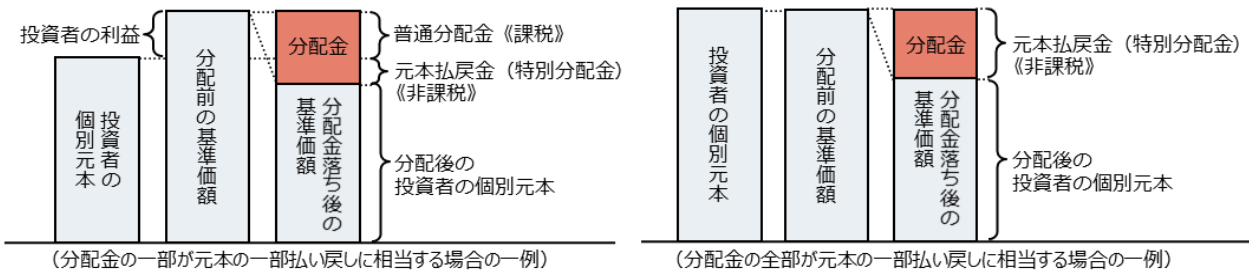 投資者の利益
投資者の
個別元本
分配前の基準価額
分配金
分配金落ち後の
基準価額
普通分配金《課税》
元本払戻金（特別分配金）
《非課税》
分配後の
投資者の個別元本
（分配金の一部が元本の一部払い戻しに相当する場合の一例）
投資者の個別元本
分配前の基準価額
分配金
分配金落ち後の
基準価額
元本払戻金（特別分配金）
《非課税》
分配後の
投資者の個別元本
（分配金の全部が元本の一部払い戻しに相当する場合の一例）